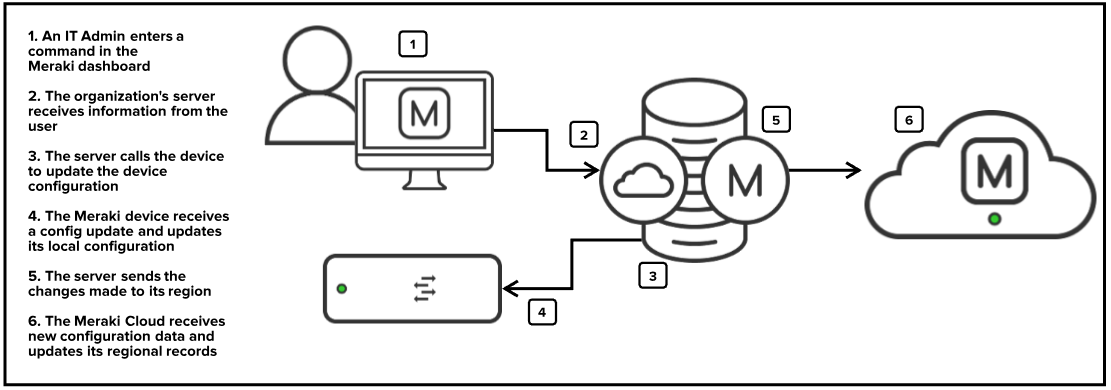 1. An IT Admin enters a
command in the
Meraki dashboard
2. The organization's server
receives information from the
user
3. The server calls the device
to update the device
configuration
4. The Meraki device receives
a config update and updates
its local configuration
5. The server sends the
changes made to its region
6. The Meraki Cloud receives
new configuration data and
updates its regional records
1
M
2
3
4
5
M
6
M